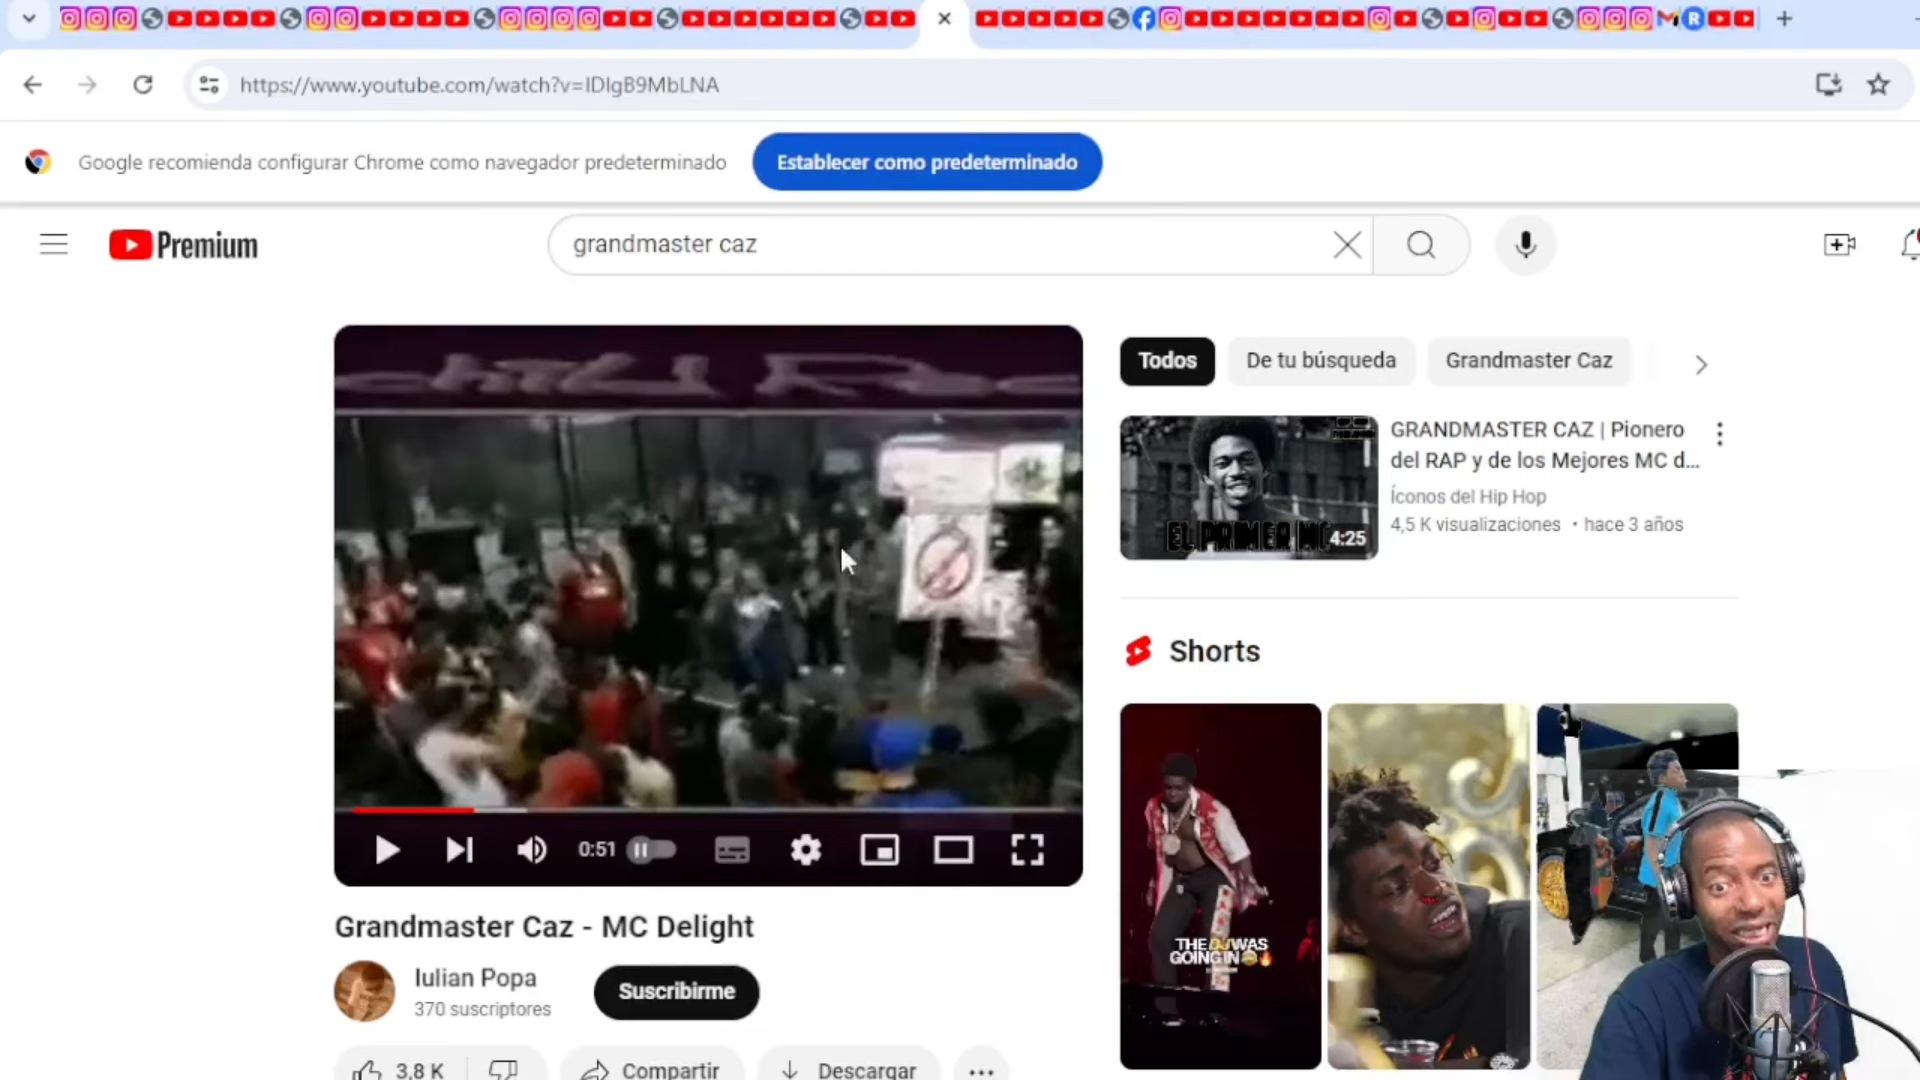 https://www.youtube.com/watch?v=IDIgB9MbLNA
Google recomienda configurar Chrome como navegador predeterminado
Establecer como predeterminado
Premium
grandmaster caz
Todos
De tu búsqueda
Grandmaster Caz
GRANDMASTER CAZ | Pionero
del RAP y de los Mejores MC d...
Íconos del Hip Hop
4,5 K visualizaciones • hace 3 años
EL PRIMER MC
4:25
Shorts
THE DJ WAS
GOING IN
0:51
Grandmaster Caz - MC Delight
Iulian Popa
370 suscriptores
Suscribirme
3,8 K
Compartir
Descargar